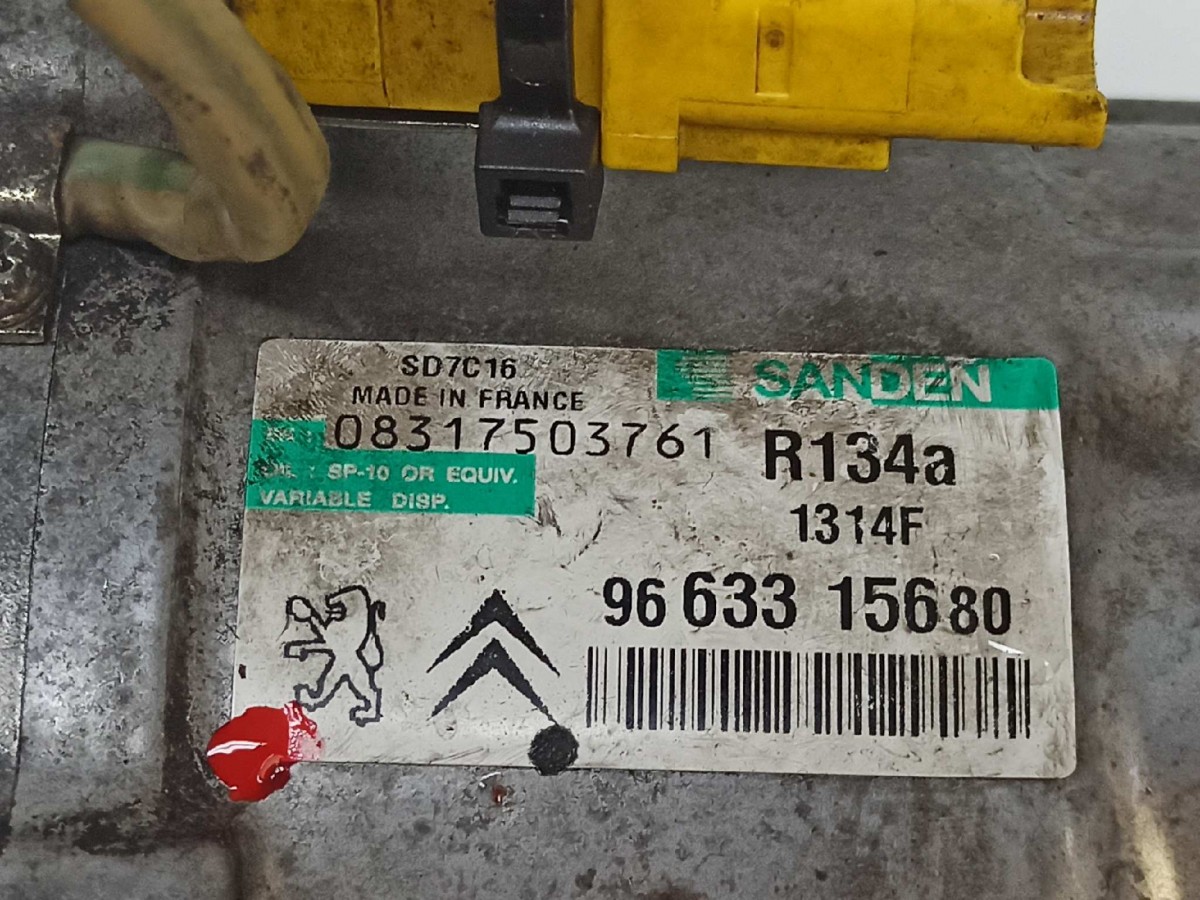 SD7C16
SANDEN
MADE IN FRANCE
08317503761
R134a
SP-10 OR EQUIV.
VARIABLE DISP.
1314F
96 633 156 80